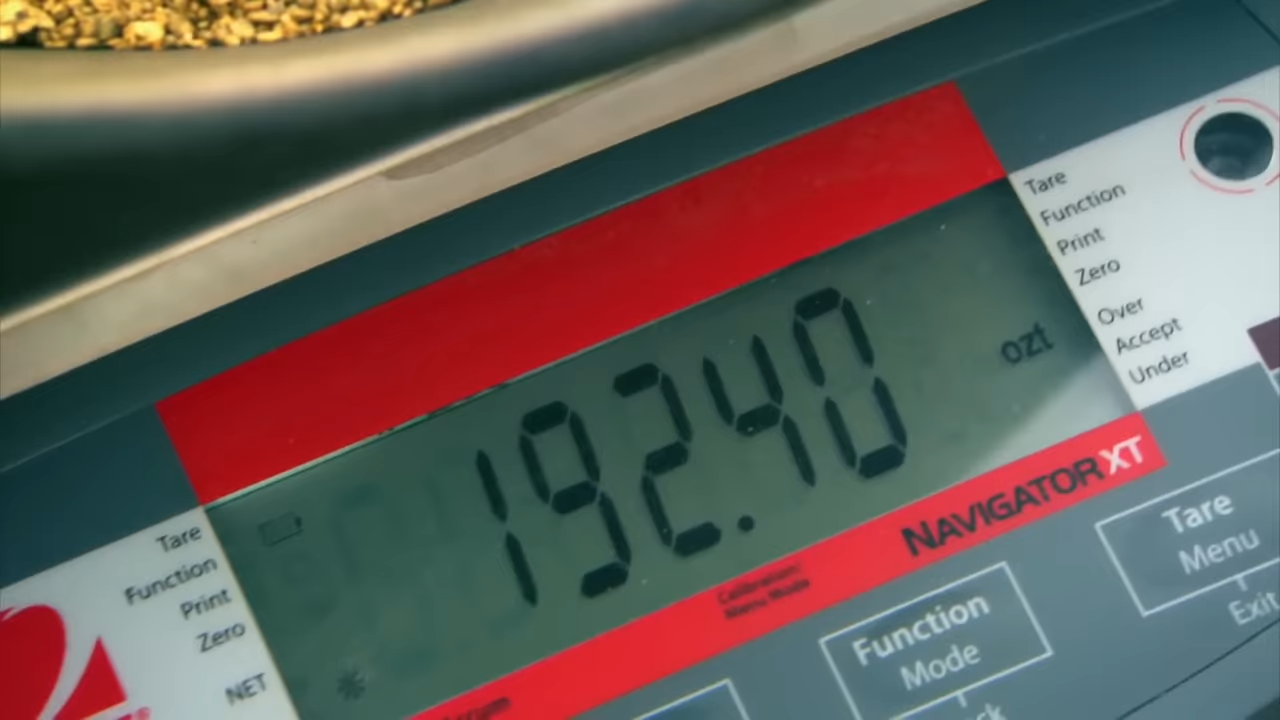 192.40 ozt
NAVIGATOR XT
Tare
Function
Print
Zero
Over
Accept
Under
Tare
Function
Print
Zero
NET
Calibration:
Menu Mode
Tare
Menu
Exit
Function
Mode